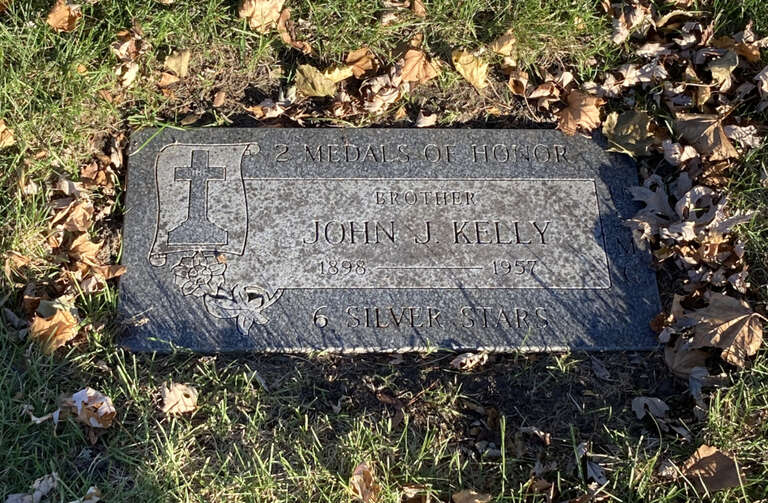 2 MEDALS OF HONOR
BROTHER
JOHN J. KELLY
1898 — 1957
6 SILVER STARS